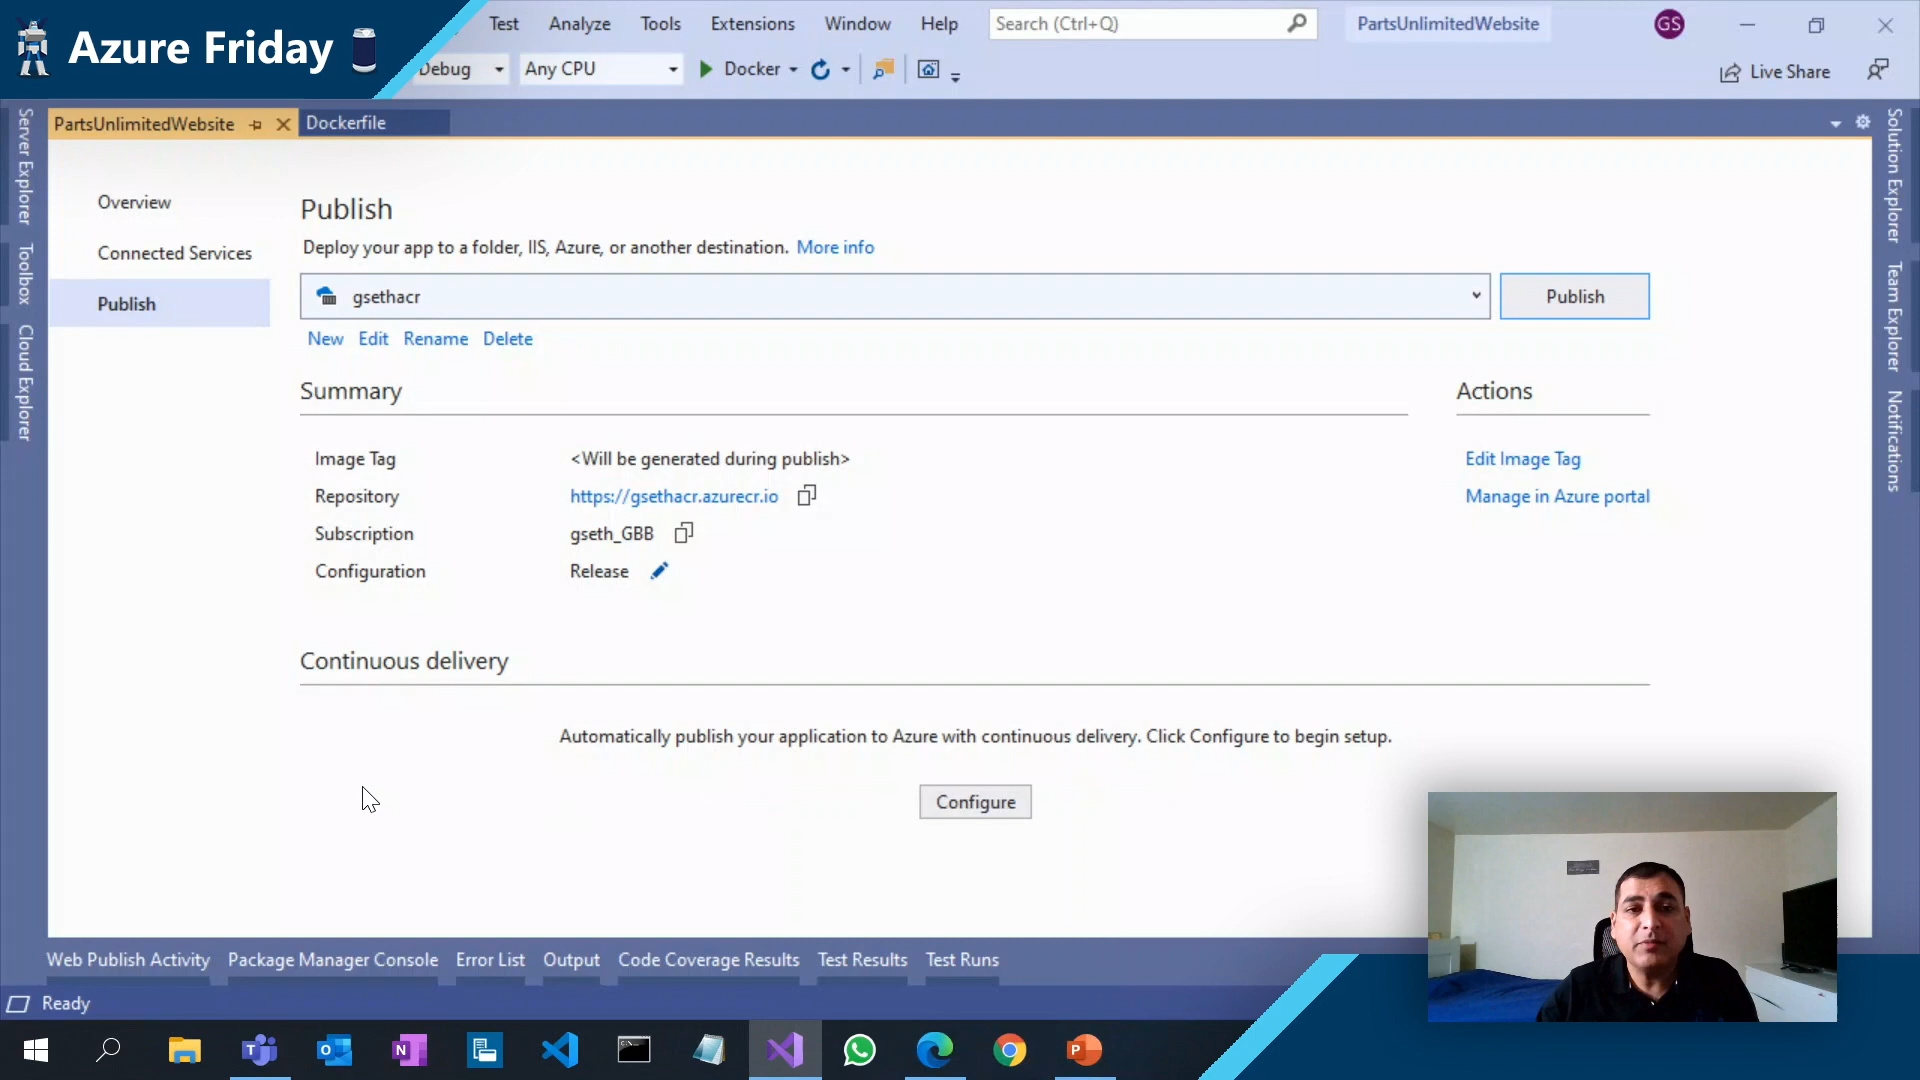 Azure Friday
Test Analyze Tools Extensions Window Help Search (Ctrl+Q) PartsUnlimitedWebsite GS
Debug Any CPU Docker Live Share
PartsUnlimitedWebsite Dockerfile
Server Explorer
Toolbox
Cloud Explorer
Overview
Connected Services
Publish
Publish
Deploy your app to a folder, IIS, Azure, or another destination. More info
gsethacr Publish
New Edit Rename Delete
Summary
Image Tag <Will be generated during publish>
Repository https://gsethacr.azurecr.io
Subscription gseth_GBB
Configuration Release
Actions
Edit Image Tag
Manage in Azure portal
Continuous delivery
Automatically publish your application to Azure with continuous delivery. Click Configure to begin setup.
Configure
Solution Explorer
Team Explorer
Notifications
Web Publish Activity Package Manager Console Error List Output Code Coverage Results Test Results Test Runs
Ready